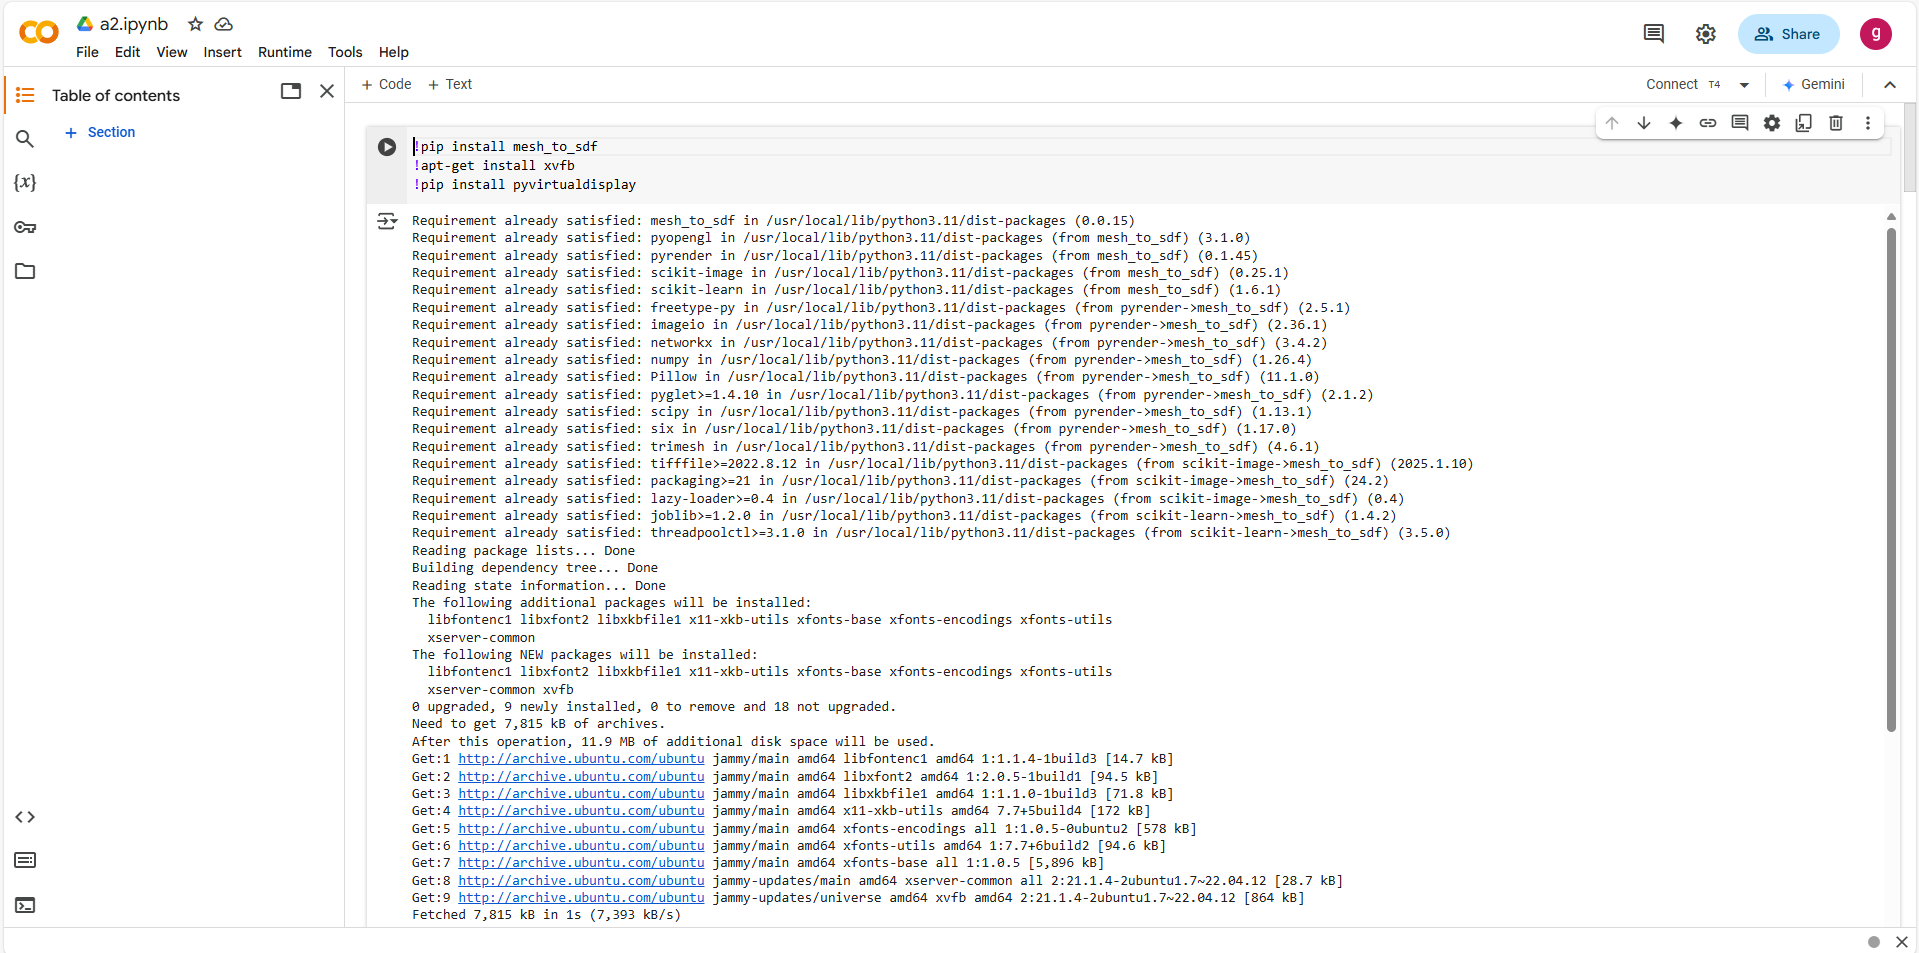 a2.ipynb
File Edit View Insert Runtime Tools Help
Share
g
Table of contents
+ Section
{x}
+ Code + Text
Connect T4
Gemini
!pip install mesh_to_sdf
!apt-get install xvfb
!pip install pyvirtualdisplay
Requirement already satisfied: mesh_to_sdf in /usr/local/lib/python3.11/dist-packages (0.0.15)
Requirement already satisfied: pyopengl in /usr/local/lib/python3.11/dist-packages (from mesh_to_sdf) (3.1.0)
Requirement already satisfied: pyrender in /usr/local/lib/python3.11/dist-packages (from mesh_to_sdf) (0.1.45)
Requirement already satisfied: scikit-image in /usr/local/lib/python3.11/dist-packages (from mesh_to_sdf) (0.25.1)
Requirement already satisfied: scikit-learn in /usr/local/lib/python3.11/dist-packages (from mesh_to_sdf) (1.6.1)
Requirement already satisfied: freetype-py in /usr/local/lib/python3.11/dist-packages (from pyrender->mesh_to_sdf) (2.5.1)
Requirement already satisfied: imageio in /usr/local/lib/python3.11/dist-packages (from pyrender->mesh_to_sdf) (2.36.1)
Requirement already satisfied: networkx in /usr/local/lib/python3.11/dist-packages (from pyrender->mesh_to_sdf) (3.4.2)
Requirement already satisfied: numpy in /usr/local/lib/python3.11/dist-packages (from pyrender->mesh_to_sdf) (1.26.4)
Requirement already satisfied: Pillow in /usr/local/lib/python3.11/dist-packages (from pyrender->mesh_to_sdf) (11.1.0)
Requirement already satisfied: pyglet>=1.4.10 in /usr/local/lib/python3.11/dist-packages (from pyrender->mesh_to_sdf) (2.1.2)
Requirement already satisfied: scipy in /usr/local/lib/python3.11/dist-packages (from pyrender->mesh_to_sdf) (1.13.1)
Requirement already satisfied: six in /usr/local/lib/python3.11/dist-packages (from pyrender->mesh_to_sdf) (1.17.0)
Requirement already satisfied: trimesh in /usr/local/lib/python3.11/dist-packages (from pyrender->mesh_to_sdf) (4.6.1)
Requirement already satisfied: tifffile>=2022.8.12 in /usr/local/lib/python3.11/dist-packages (from scikit-image->mesh_to_sdf) (2025.1.10)
Requirement already satisfied: packaging>=21 in /usr/local/lib/python3.11/dist-packages (from scikit-image->mesh_to_sdf) (24.2)
Requirement already satisfied: lazy-loader>=0.4 in /usr/local/lib/python3.11/dist-packages (from scikit-image->mesh_to_sdf) (0.4)
Requirement already satisfied: joblib>=1.2.0 in /usr/local/lib/python3.11/dist-packages (from scikit-learn->mesh_to_sdf) (1.4.2)
Requirement already satisfied: threadpoolctl>=3.1.0 in /usr/local/lib/python3.11/dist-packages (from scikit-learn->mesh_to_sdf) (3.5.0)
Reading package lists... Done
Building dependency tree... Done
Reading state information... Done
The following additional packages will be installed:
  libfontenc1 libxfont2 libxkbfile1 x11-xkb-utils xfonts-base xfonts-encodings xfonts-utils
  xserver-common
The following NEW packages will be installed:
  libfontenc1 libxfont2 libxkbfile1 x11-xkb-utils xfonts-base xfonts-encodings xfonts-utils
  xserver-common xvfb
0 upgraded, 9 newly installed, 0 to remove and 18 not upgraded.
Need to get 7,815 kB of archives.
After this operation, 11.9 MB of additional disk space will be used.
Get:1 http://archive.ubuntu.com/ubuntu jammy/main amd64 libfontenc1 amd64 1:1.1.4-1build3 [14.7 kB]
Get:2 http://archive.ubuntu.com/ubuntu jammy/main amd64 libxfont2 amd64 1:2.0.5-1build1 [94.5 kB]
Get:3 http://archive.ubuntu.com/ubuntu jammy/main amd64 libxkbfile1 amd64 1:1.1.0-1build3 [71.8 kB]
Get:4 http://archive.ubuntu.com/ubuntu jammy/main amd64 x11-xkb-utils amd64 7.7+5build4 [172 kB]
Get:5 http://archive.ubuntu.com/ubuntu jammy/main amd64 xfonts-encodings all 1:1.0.5-0ubuntu2 [578 kB]
Get:6 http://archive.ubuntu.com/ubuntu jammy/main amd64 xfonts-utils amd64 1:7.7+6build2 [94.6 kB]
Get:7 http://archive.ubuntu.com/ubuntu jammy/main amd64 xfonts-base all 1:1.0.5 [5,896 kB]
Get:8 http://archive.ubuntu.com/ubuntu jammy-updates/main amd64 xserver-common all 2:21.1.4-2ubuntu1.7~22.04.12 [28.7 kB]
Get:9 http://archive.ubuntu.com/ubuntu jammy-updates/universe amd64 xvfb amd64 2:21.1.4-2ubuntu1.7~22.04.12 [864 kB]
Fetched 7,815 kB in 1s (7,393 kB/s)